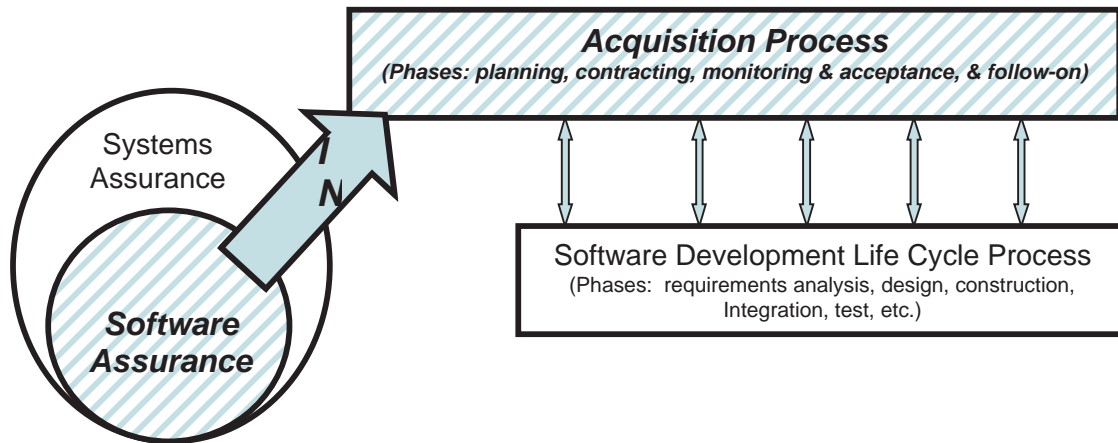 Acquisition Process
(Phases: planning, contracting, monitoring & acceptance, & follow-on)
Systems
Assurance
I
N
Software
Assurance
Software Development Life Cycle Process
(Phases: requirements analysis, design, construction,
Integration, test, etc.)